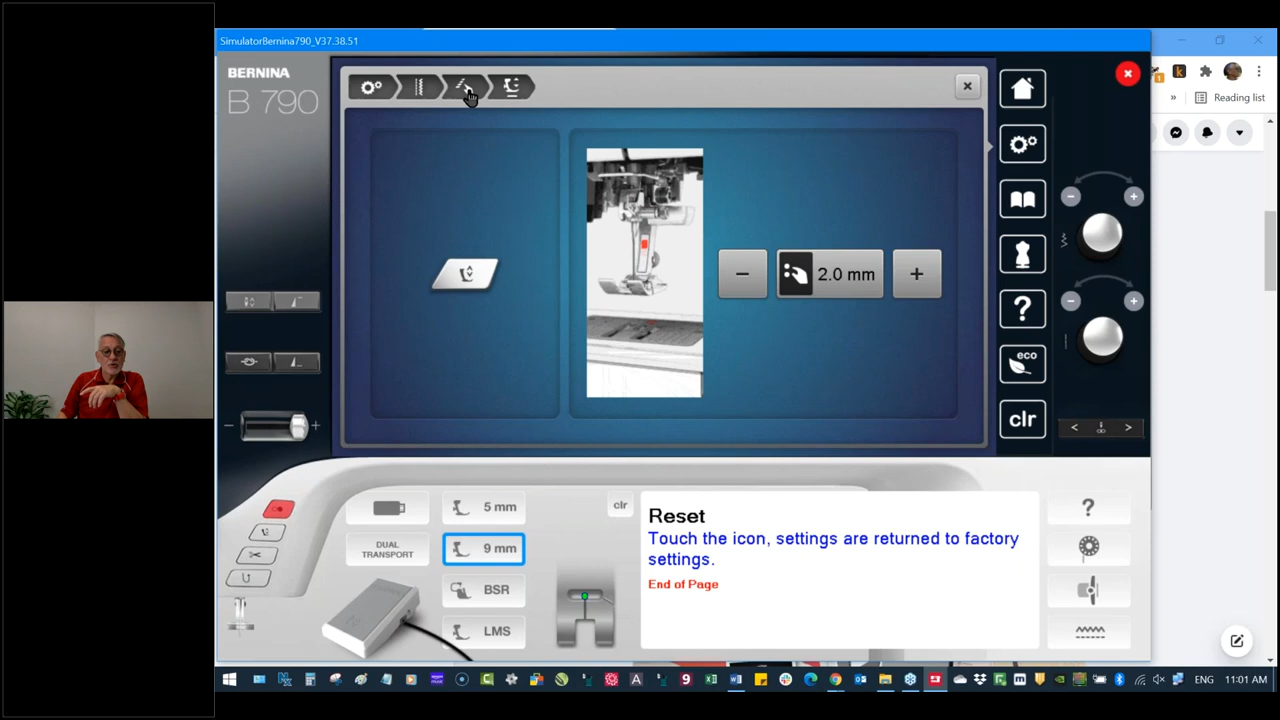 SimulatorBernina790_V37.38.51
BERNINA
B 790
2.0 mm
?
eco
clr
Reading list
5 mm
9 mm
BSR
LMS
DUAL
TRANSPORT
clr
Reset
Touch the icon, settings are returned to factory
settings.
End of Page
?
ENG
11:01 AM